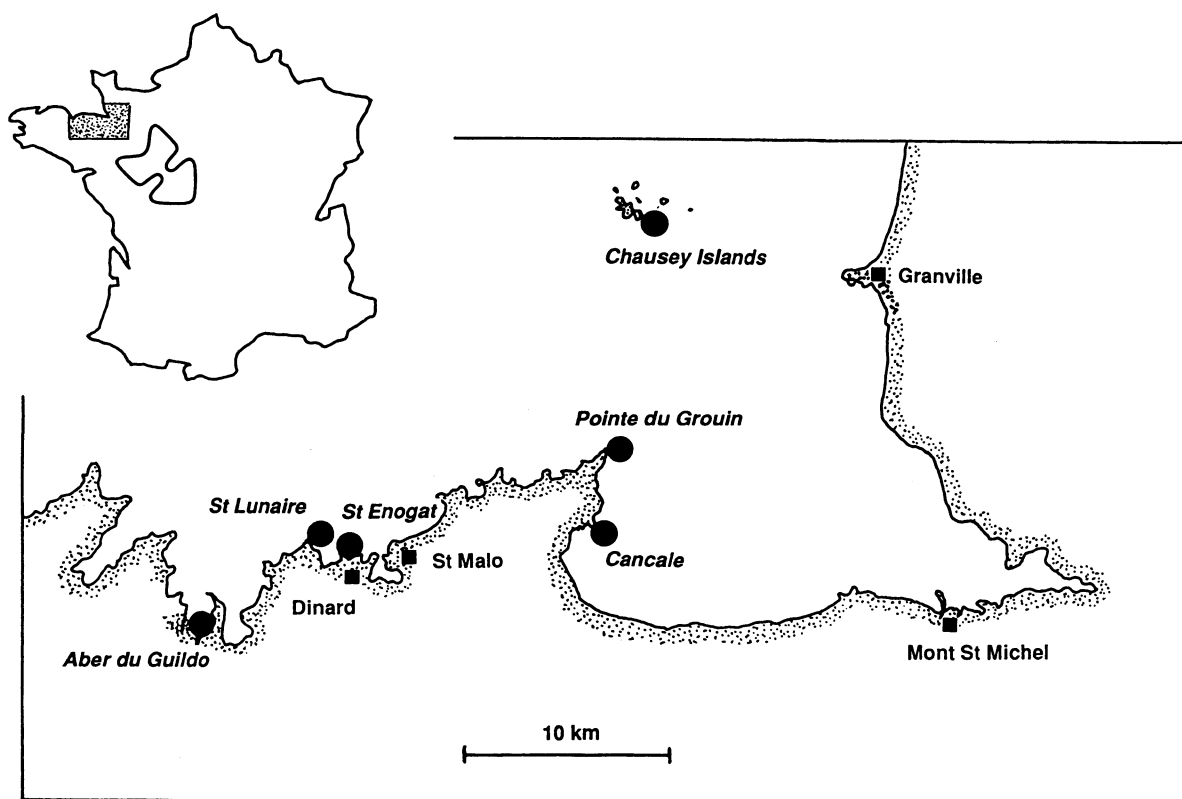 Chausey Islands
Granville
Pointe du Grouin
St Lunaire
St Enogat
St Malo
Cancale
Dinard
Aber du Guildo
Mont St Michel
10 km